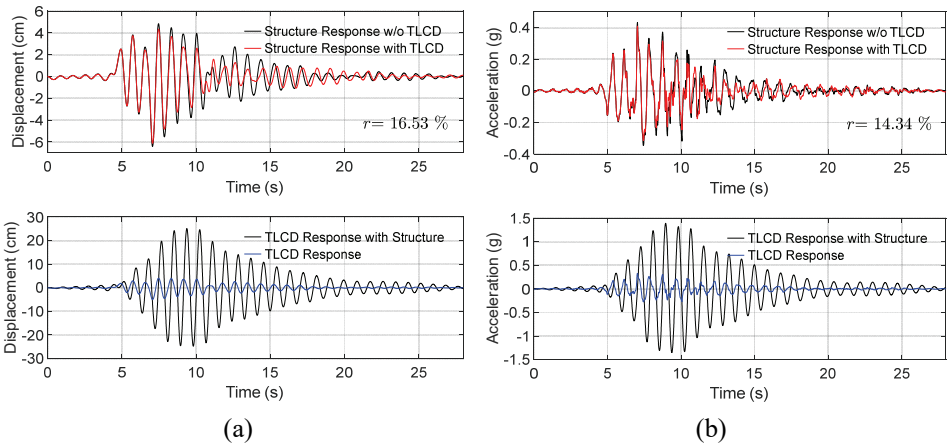 Displacement (cm)
6
4
2
0
-2
-4
-6
Structure Response w/o TLCD
Structure Response with TLCD
r= 16.53 %
0 5 10 15 20 25
Time (s)
Acceleration (g)
0.4
0.2
0
-0.2
-0.4
Structure Response w/o TLCD
Structure Response with TLCD
r= 14.34 %
0 5 10 15 20 25
Time (s)
Displacement (cm)
30
20
10
0
-10
-20
-30
TLCD Response with Structure
TLCD Response
0 5 10 15 20 25
Time (s)
Acceleration (g)
1.5
1
0.5
0
-0.5
-1
-1.5
TLCD Response with Structure
TLCD Response
0 5 10 15 20 25
Time (s)
(a)
(b)